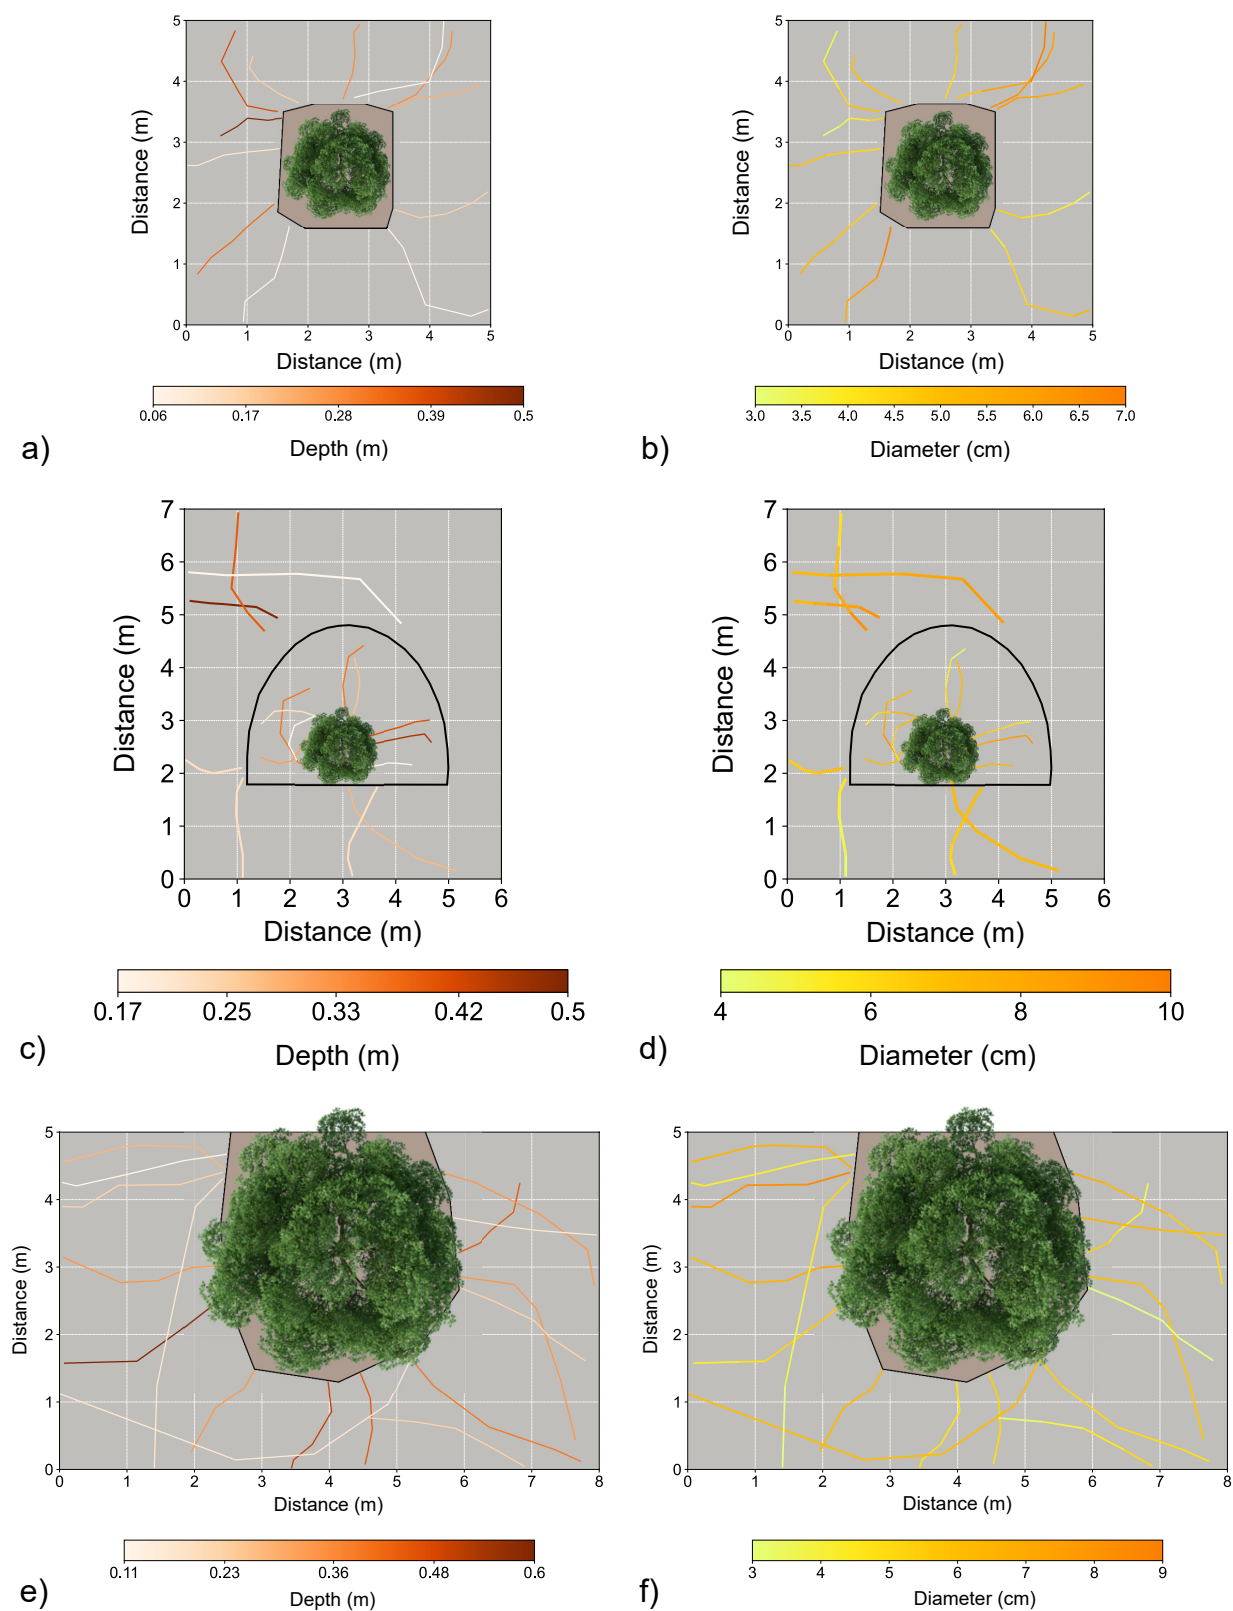 5
4
3
2
1
0
Distance (m)
0 1 2 3 4 5
Distance (m)
0.06 0.17 0.28 0.39 0.5
Depth (m)
a)
5
4
3
2
1
0
Distance (m)
0 1 2 3 4 5
Distance (m)
3.0 3.5 4.0 4.5 5.0 5.5 6.0 6.5 7.0
Diameter (cm)
b)
7
6
5
4
3
2
1
0
Distance (m)
0 1 2 3 4 5 6
Distance (m)
0.17 0.25 0.33 0.42 0.5
Depth (m)
c)
7
6
5
4
3
2
1
0
Distance (m)
0 1 2 3 4 5 6
Distance (m)
4 6 8 10
Diameter (cm)
d)
5
4
3
2
1
0
Distance (m)
0 1 2 3 4 5 6 7 8
Distance (m)
0.11 0.23 0.36 0.48 0.6
Depth (m)
e)
5
4
3
2
1
0
Distance (m)
0 1 2 3 4 5 6 7 8
Distance (m)
3 4 5 6 7 8 9
Diameter (cm)
f)